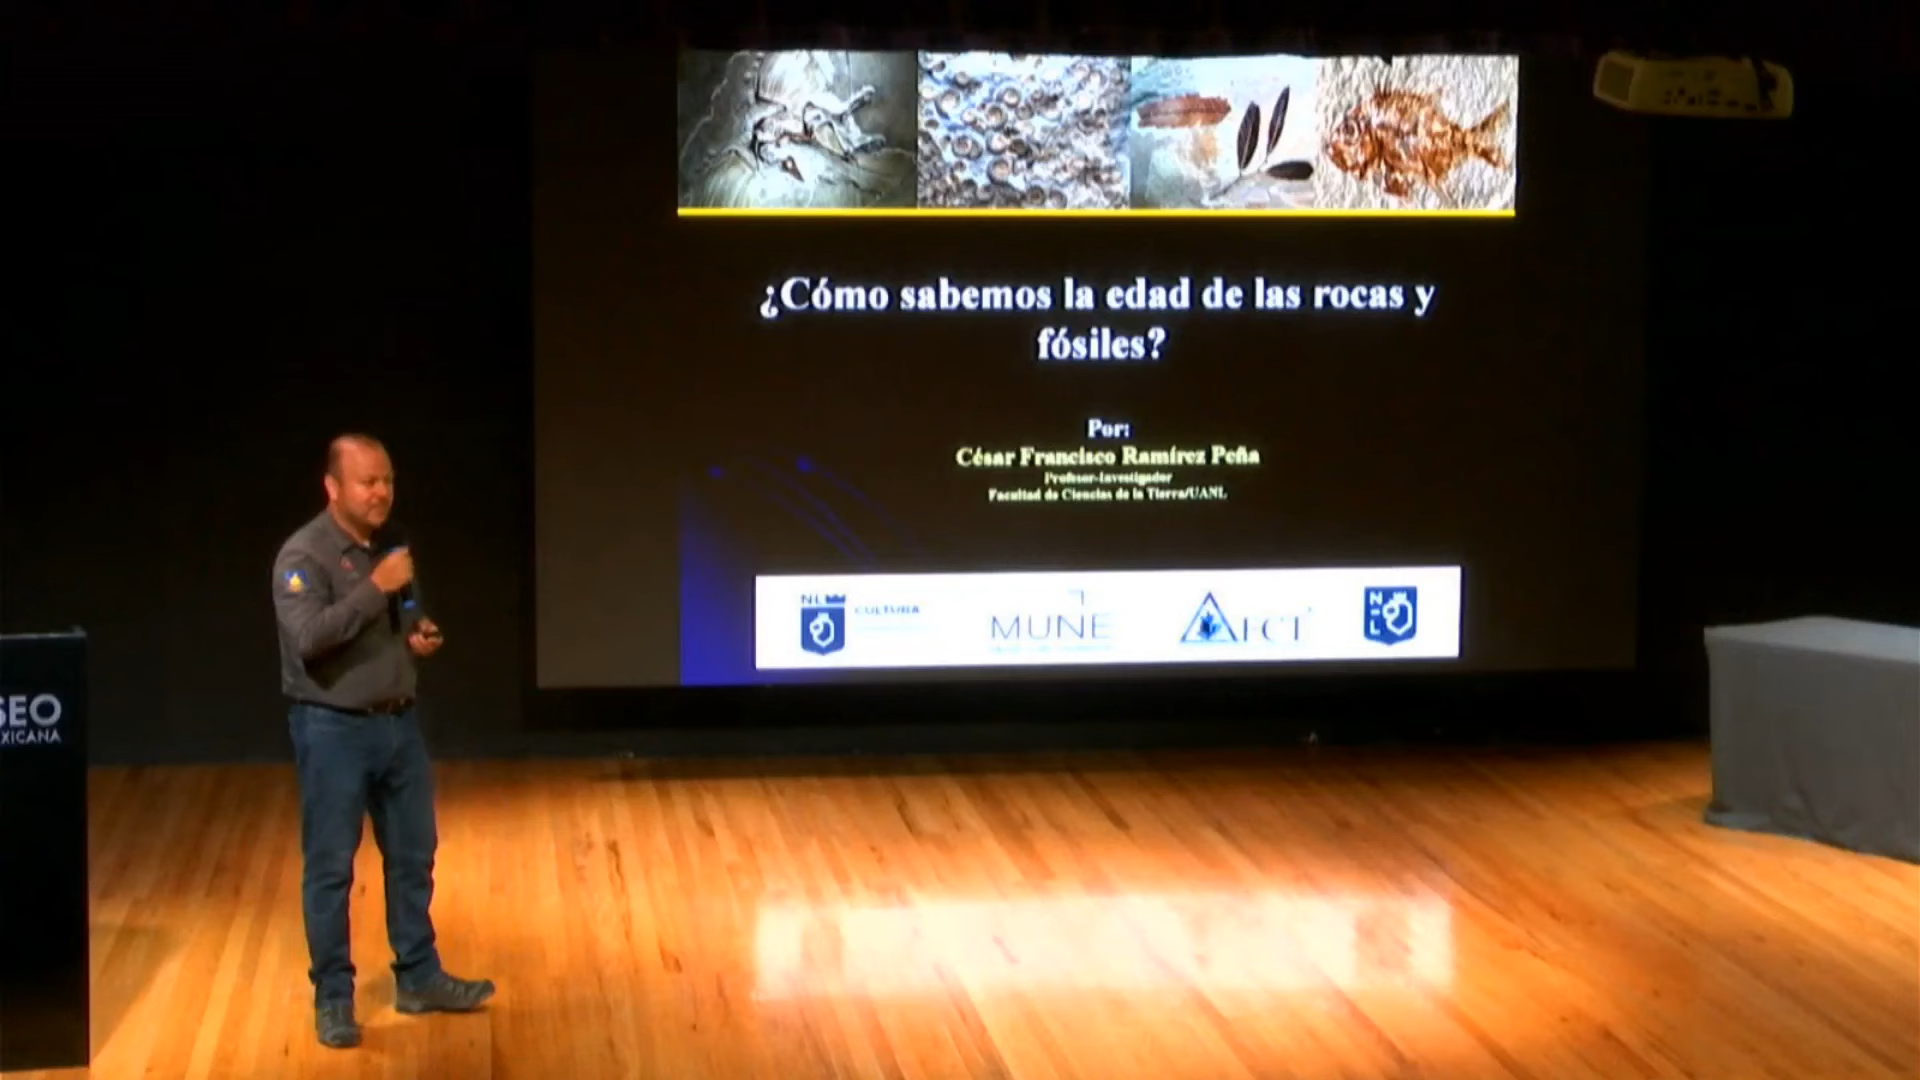 ¿Cómo sabemos la edad de las rocas y
fósiles?
Por:
César Francisco Ramírez Peña
Profesor-Investigador
Facultad de Ciencias de la Tierra/UANL
NL
CULTURA
MUNE
FCT
NL
SEO
XICANA